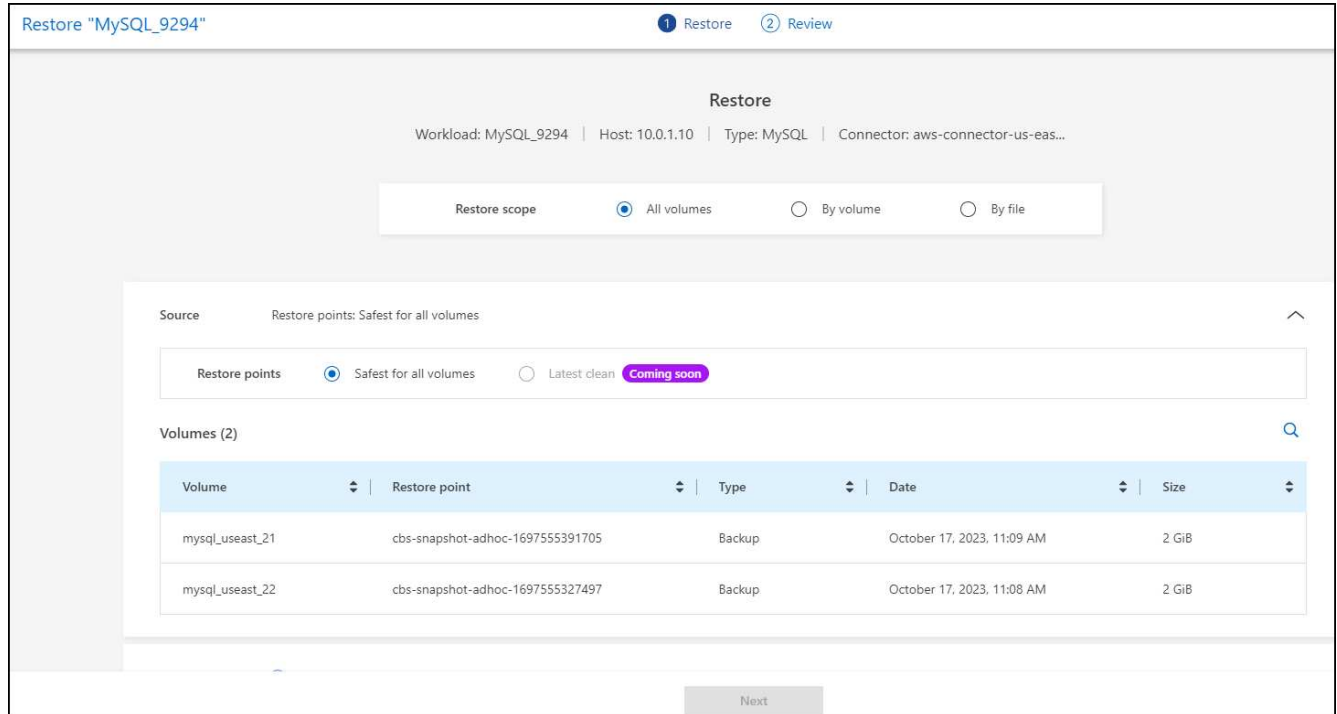 Restore "MySQL_9294" 1 Restore 2 Review
Restore
Workload: MySQL_9294 | Host: 10.0.1.10 | Type: MySQL | Connector: aws-connector-us-eas...
Restore scope All volumes By volume By file
Source Restore points: Safest for all volumes
Restore points Safest for all volumes Latest clean Coming soon
Volumes (2)
Volume Restore point Type Date Size
mysql_useast_21 cbs-snapshot-adhoc-1697555391705 Backup October 17, 2023, 11:09 AM 2 GiB
mysql_useast_22 cbs-snapshot-adhoc-1697555327497 Backup October 17, 2023, 11:08 AM 2 GiB
Next